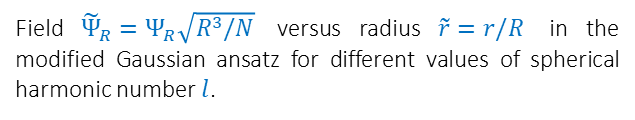 Field Ψ̃_R = Ψ_R√(R³/N) versus radius r̃ = r/R in the
modified Gaussian ansatz for different values of spherical
harmonic number l.